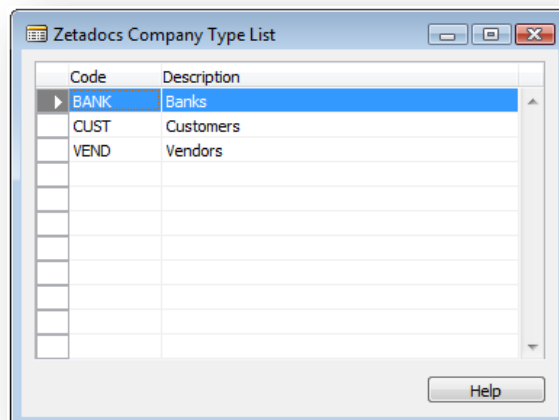 Zetadocs Company Type List
Code Description
BANK Banks
CUST Customers
VEND Vendors
Help